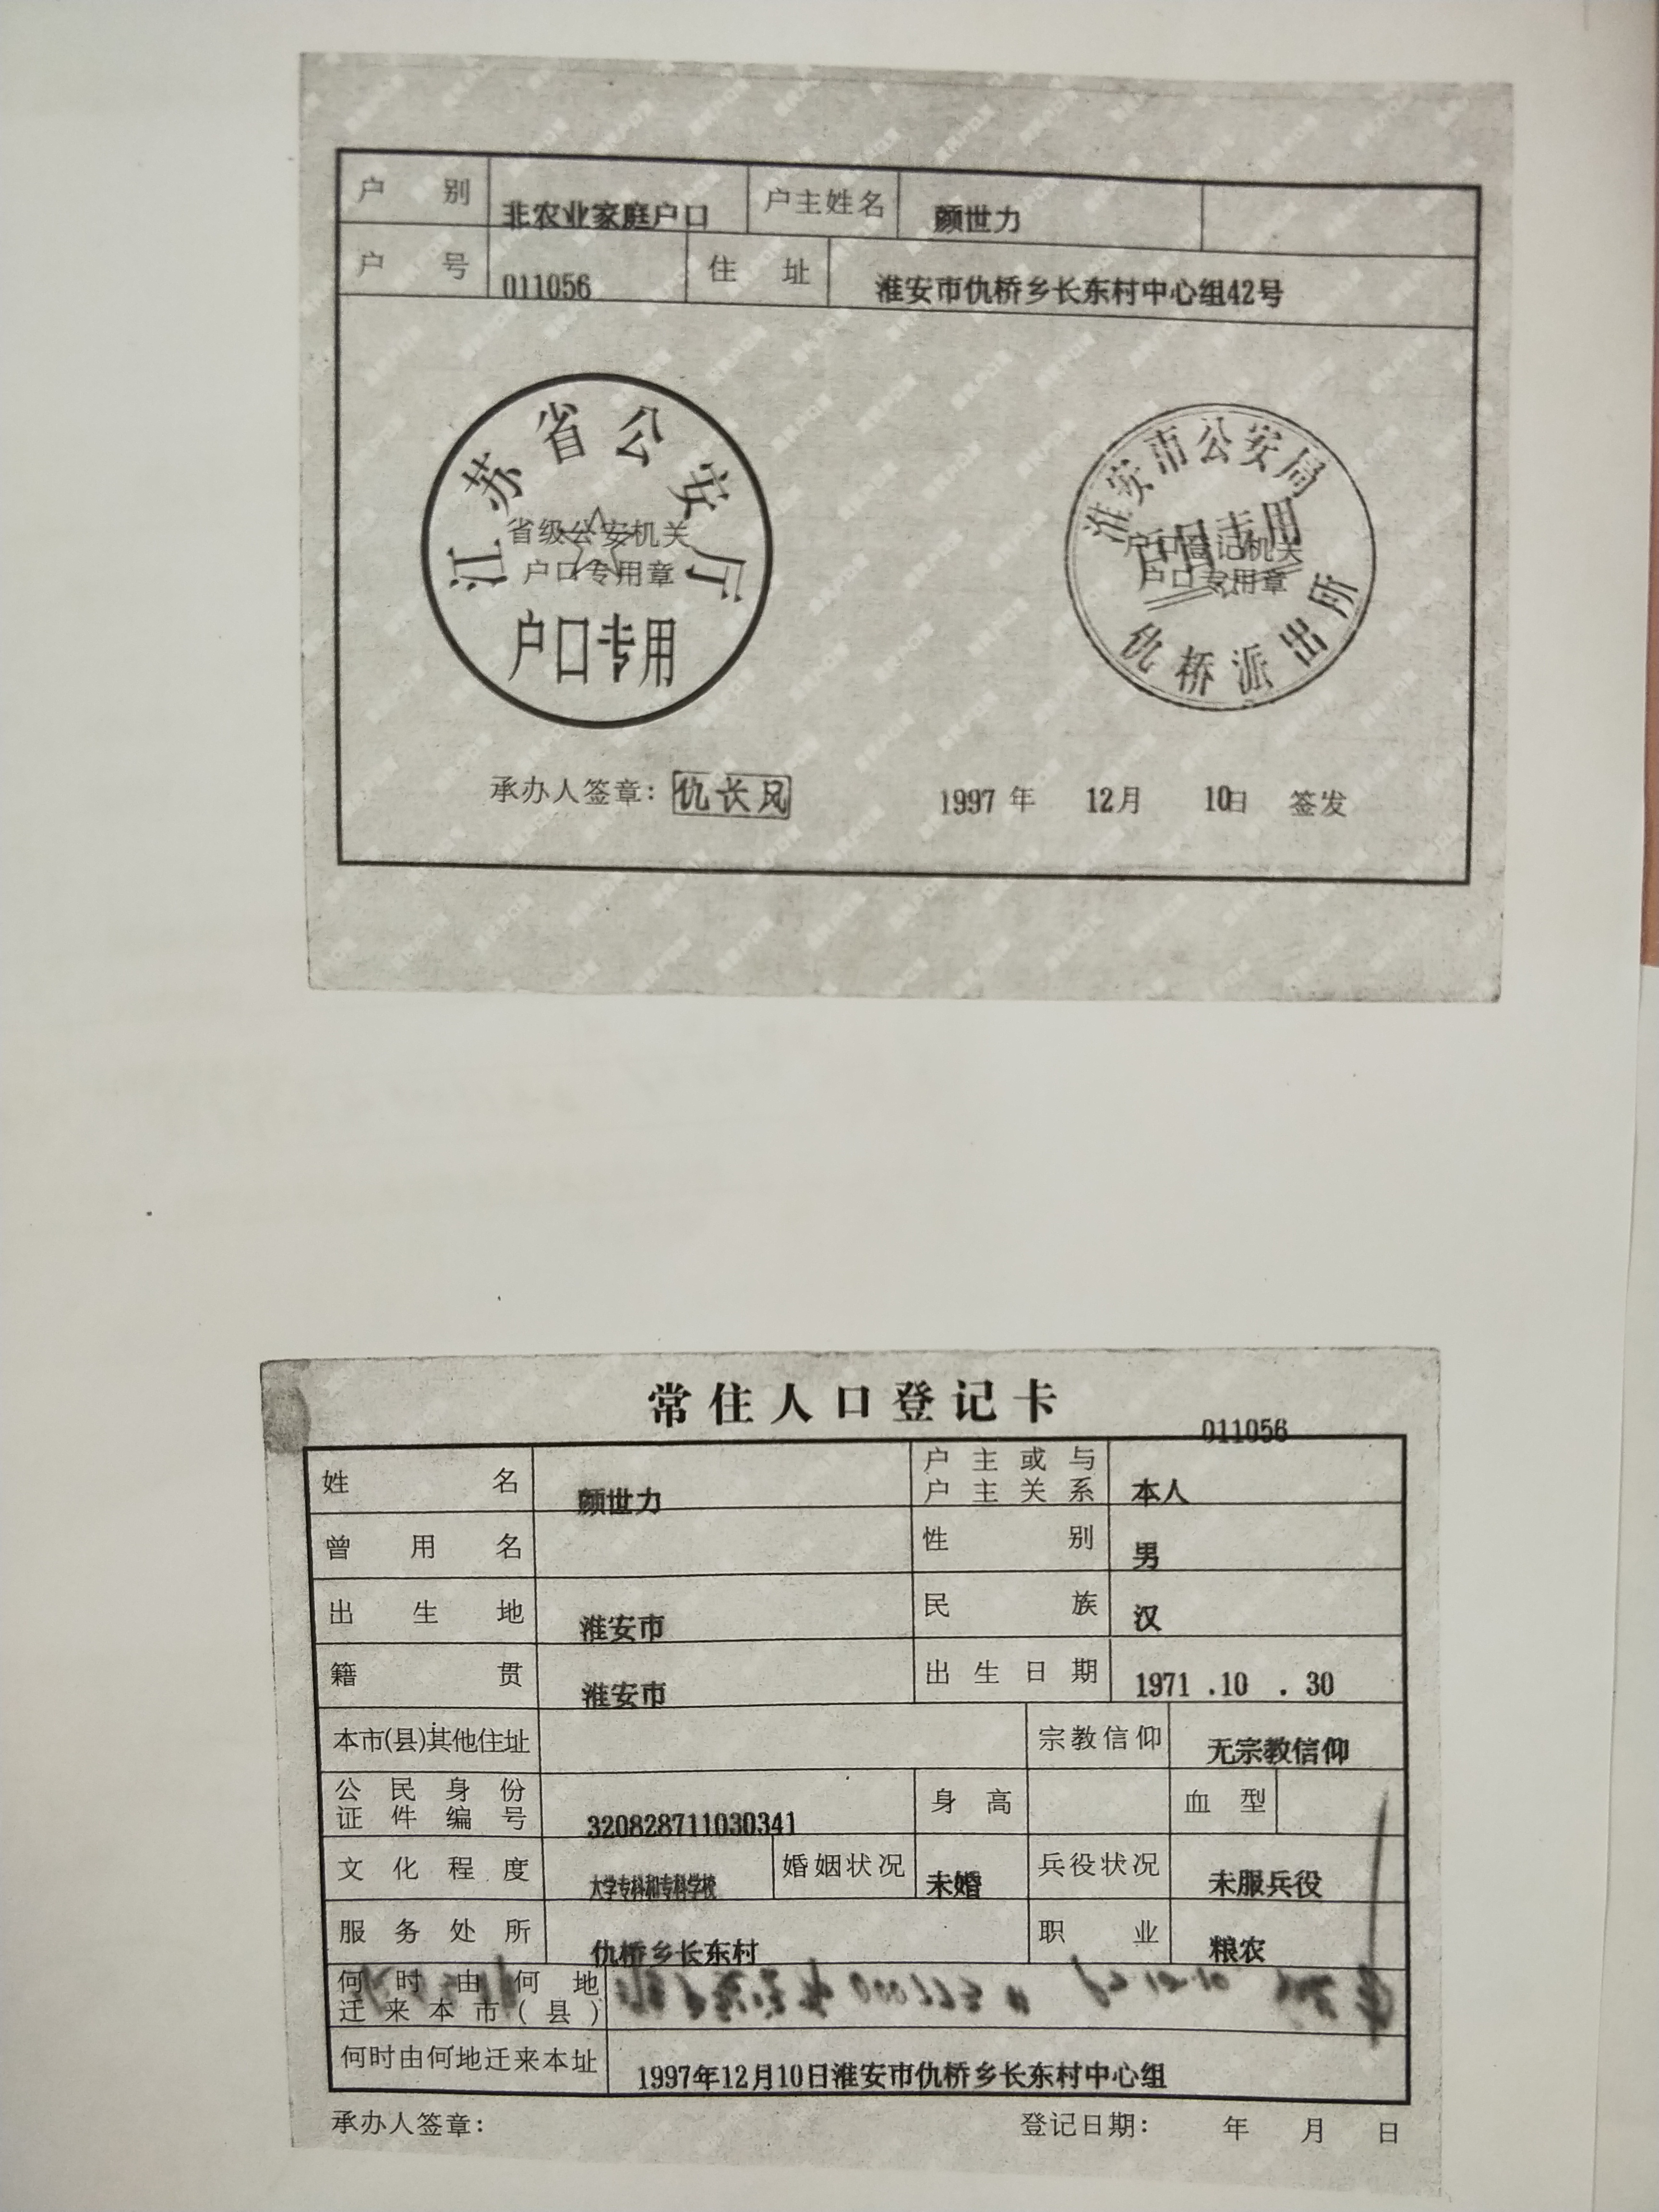 户别 非农业家庭户口 户主姓名 颜世力
户号 011056 住址 淮安市仇桥乡长东村中心组42号
江苏省公安厅
省级公安机关
户口专用章
户口专用
淮安市公安局
户口专用
户口登记机关
户口专用章
仇桥派出所
承办人签章： 仇长风 1997年 12月 10日 签发
常住人口登记卡
011056
姓名 颜世力 户主或与户主关系 本人
曾用名 性别 男
出生地 淮安市 民族 汉
籍贯 淮安市 出生日期 1971.10.30
本市(县)其他住址 宗教信仰 无宗教信仰
公民身份证件编号 320828711030341 身高 血型
文化程度 大学专科和专科学校 婚姻状况 未婚 兵役状况 未服兵役
服务处所 仇桥乡长东村 职业 粮农
何时由何地迁来本市(县)
何时由何地迁来本址 1997年12月10日淮安市仇桥乡长东村中心组
承办人签章： 登记日期： 年 月 日